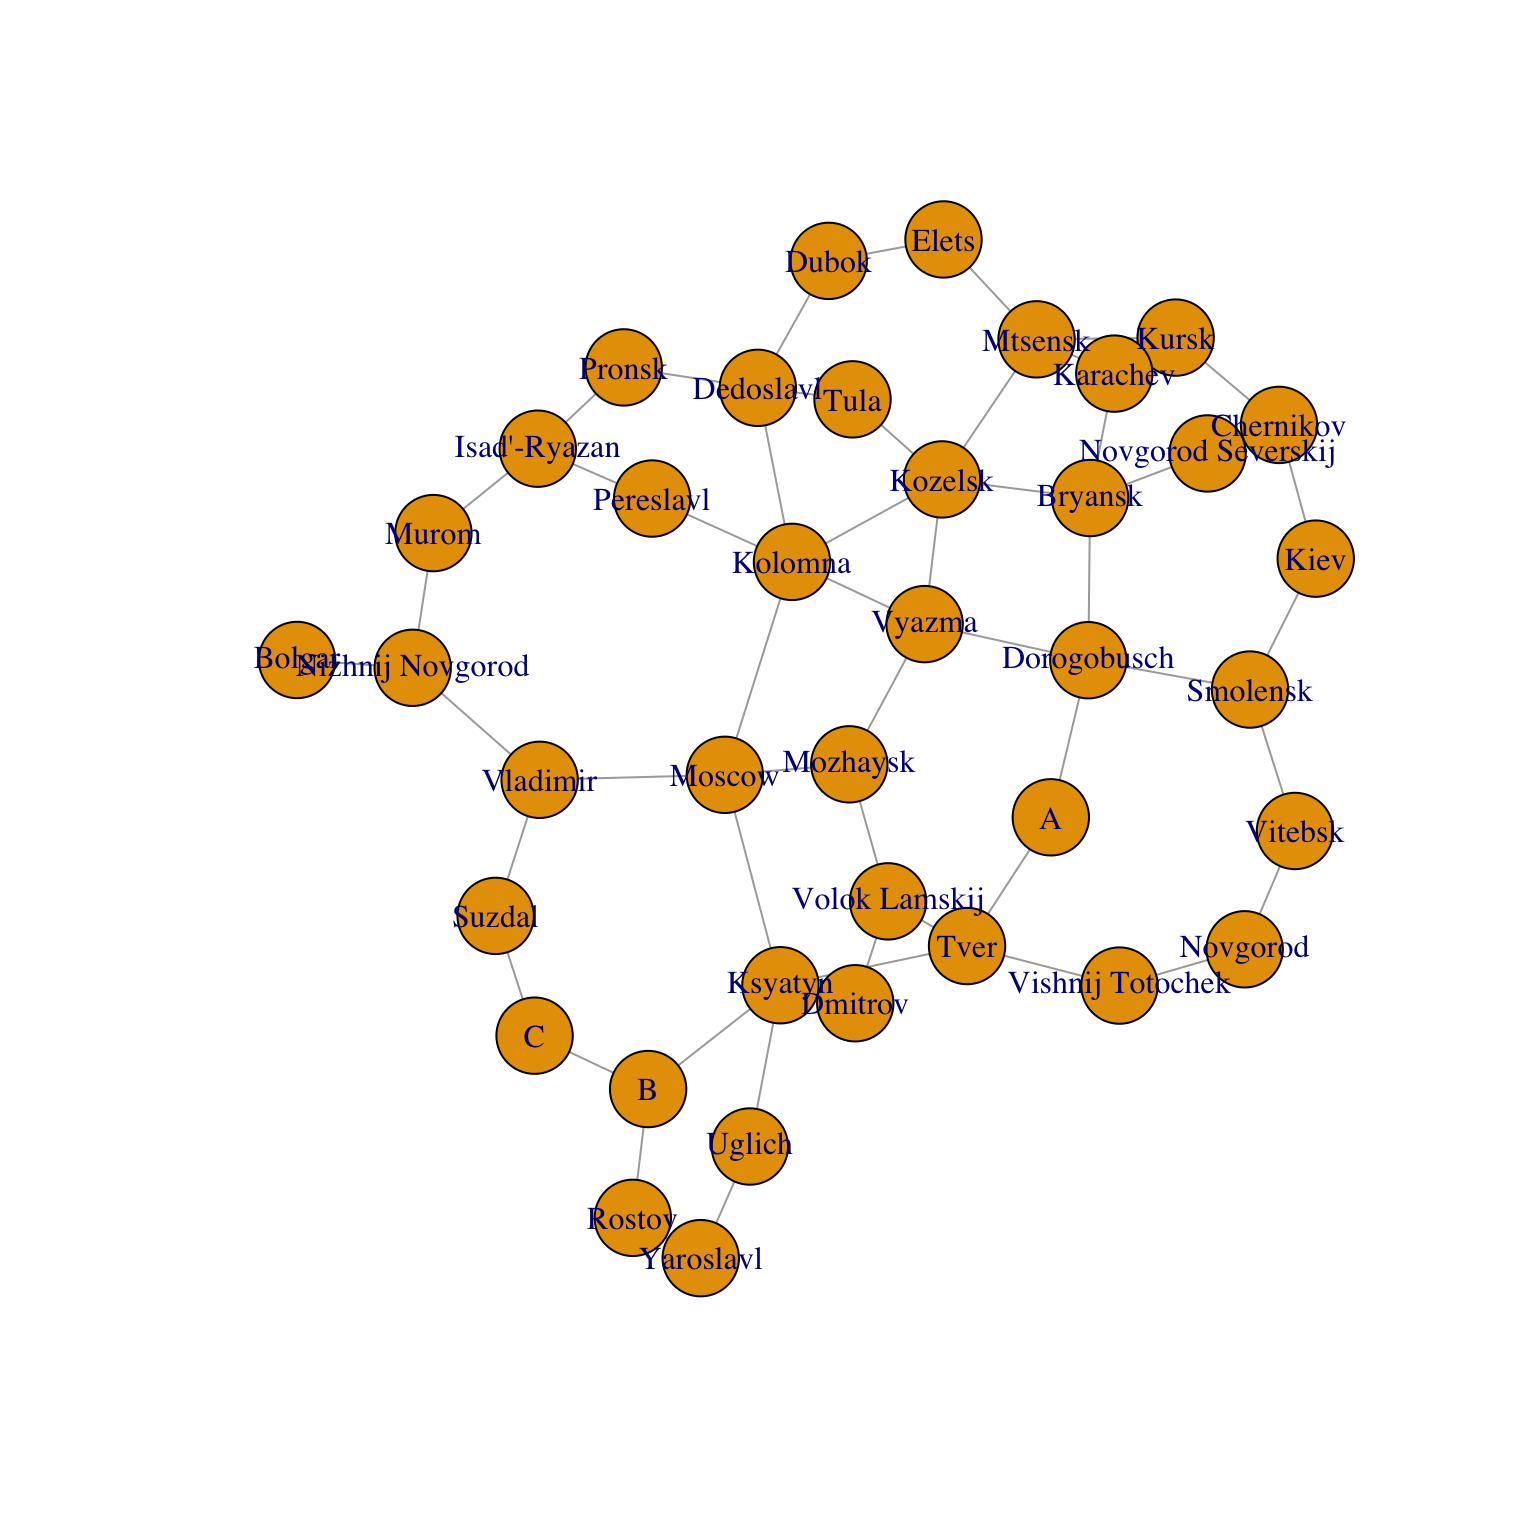 Elets
Dubok
Mtsensk
Kursk
Pronsk
Karachev
Dedoslavl
Tula
Chernikov
Isad'-Ryazan
Novgorod Severskij
Kozelsk
Pereslavl
Bryansk
Murom
Kolomna
Kiev
Vyazma
Bolgar
Nizhnij Novgorod
Dorogobusch
Smolensk
Vladimir
Moscow
Mozhaysk
A
Vitebsk
Volok Lamskij
Suzdal
Tver
Novgorod
Ksyatyn
Vishnij Totochek
Dmitrov
C
B
Uglich
Rostov
Yaroslavl